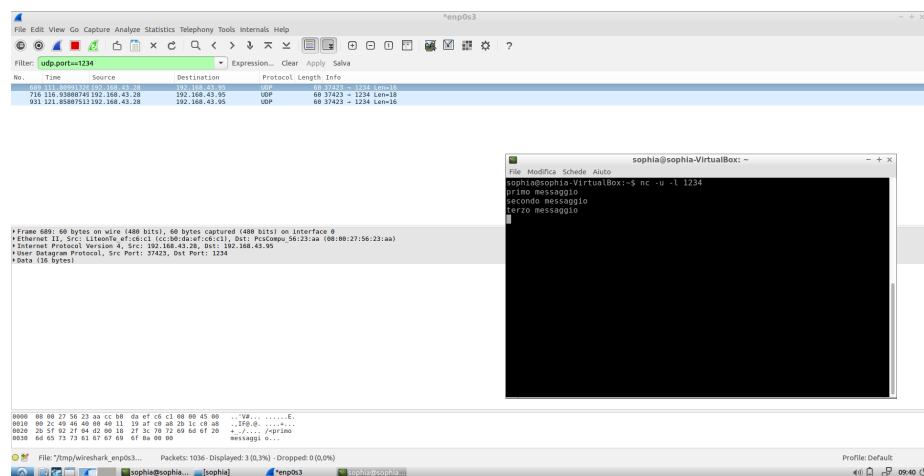 *enp0s3
File Edit View Go Capture Analyze Statistics Telephony Tools Internals Help
Filter: udp.port==1234 Expression... Clear Apply Salva
No. Time Source Destination Protocol Length Info
689 192.168.43.28 192.168.43.95 UDP 60 37423 → 1234 Len=16
716 116.93808749 192.168.43.28 192.168.43.95 UDP 60 37423 → 1234 Len=18
931 121.85807513 192.168.43.28 192.168.43.95 UDP 60 37423 → 1234 Len=16
sophia@sophia-VirtualBox: ~
File Modifica Schede Aiuto
sophia@sophia-VirtualBox:~$ nc -u -l 1234
primo messaggio
secondo messaggio
terzo messaggio
Frame 689: 60 bytes on wire (480 bits), 60 bytes captured (480 bits) on interface 0
Ethernet II, Src: LiteonTe_ef:c6:c1 (cc:b0:da:ef:c6:c1), Dst: PcsCompu_56:23:aa (08:00:27:56:23:aa)
Internet Protocol Version 4, Src: 192.168.43.28, Dst: 192.168.43.95
User Datagram Protocol, Src Port: 37423, Dst Port: 1234
Data (16 bytes)
0000 08 00 27 56 23 aa cc b0 da ef c6 c1 08 00 45 00 ..'V#... ......E.
0010 00 2c 49 46 40 00 40 11 19 af c0 a8 2b 1c c0 a8 .,IF@.@. ....+...
0020 2b 5f 92 2f 04 d2 00 18 2f 3c 70 72 69 6d 6f 20 +_./.... /<primo
0030 6d 65 73 73 61 67 67 69 6f 0a 00 00 messaggi o...
File: "/tmp/wireshark_enp0s3... Packets: 1036 · Displayed: 3 (0,3%) · Dropped: 0 (0,0%) Profile: Default
sophia@sophia... [sophia] *enp0s3 sophia@sophia... 09:40